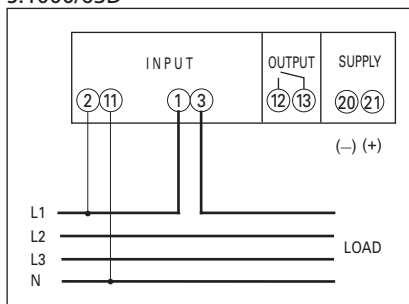 INPUT OUTPUT SUPPLY
2 11 1 3 12 13 20 21
(–) (+)
L1
L2
L3
LOAD
N